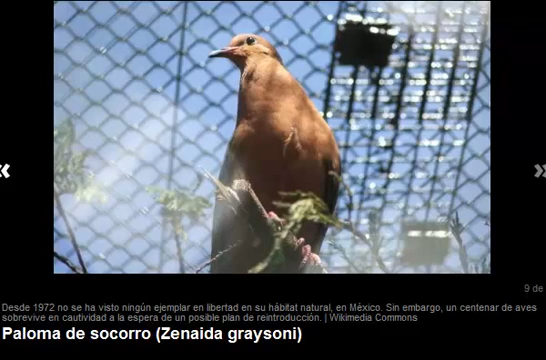 «
»
9 de
Desde 1972 no se ha visto ningún ejemplar en libertad en su hábitat natural, en México. Sin embargo, un centenar de aves
sobrevive en cautividad a la espera de un posible plan de reintroducción. | Wikimedia Commons
Paloma de socorro (Zenaida graysoni)